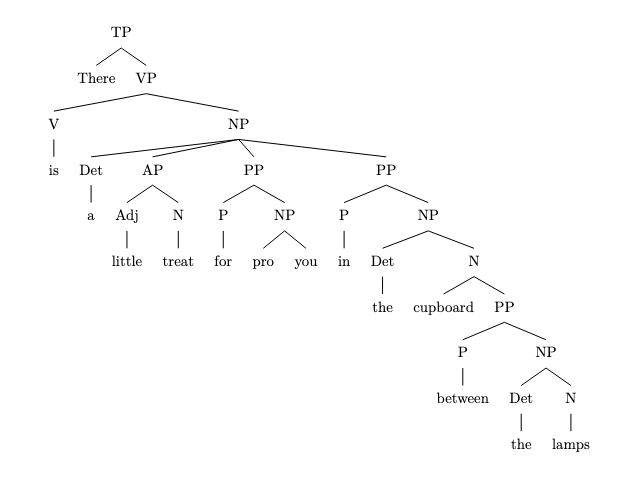 TP
There VP
V NP
is Det AP PP PP
a Adj N P NP P NP
little treat for pro you in Det N
the cupboard PP
P NP
between Det N
the lamps